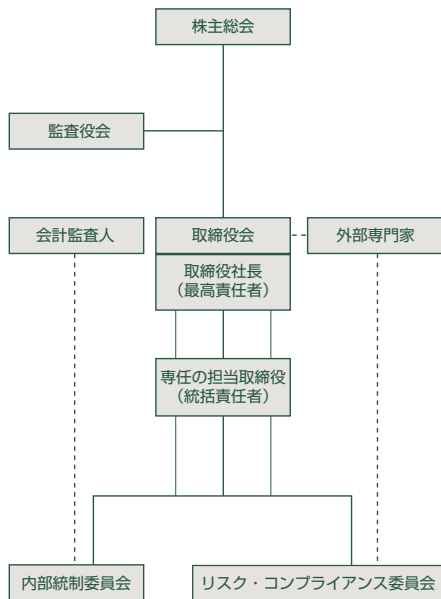 株主総会
監査役会
会計監査人
取締役会
外部専門家
取締役社長
（最高責任者）
専任の担当取締役
（統括責任者）
内部統制委員会
リスク・コンプライアンス委員会